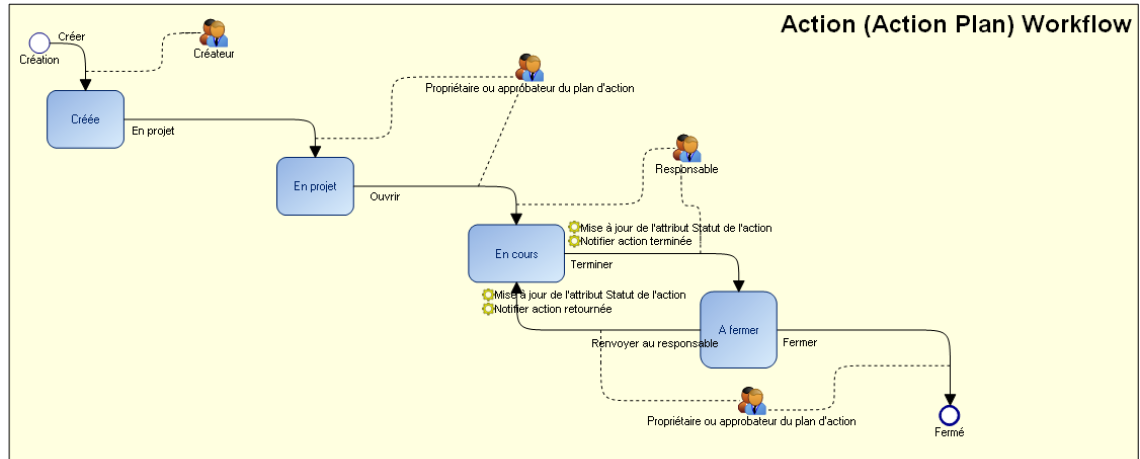 Action (Action Plan) Workflow
Créer
Création
Créateur
Propriétaire ou approbateur du plan d'action
Créée
En projet
Responsable
En projet
Ouvrir
Mise à jour de l'attribut Statut de l'action
Notifier action terminée
En cours
Terminer
Mise à jour de l'attribut Statut de l'action
Notifier action retournée
A fermer
Renvoyer au responsable
Fermer
Propriétaire ou approbateur du plan d'action
Fermé